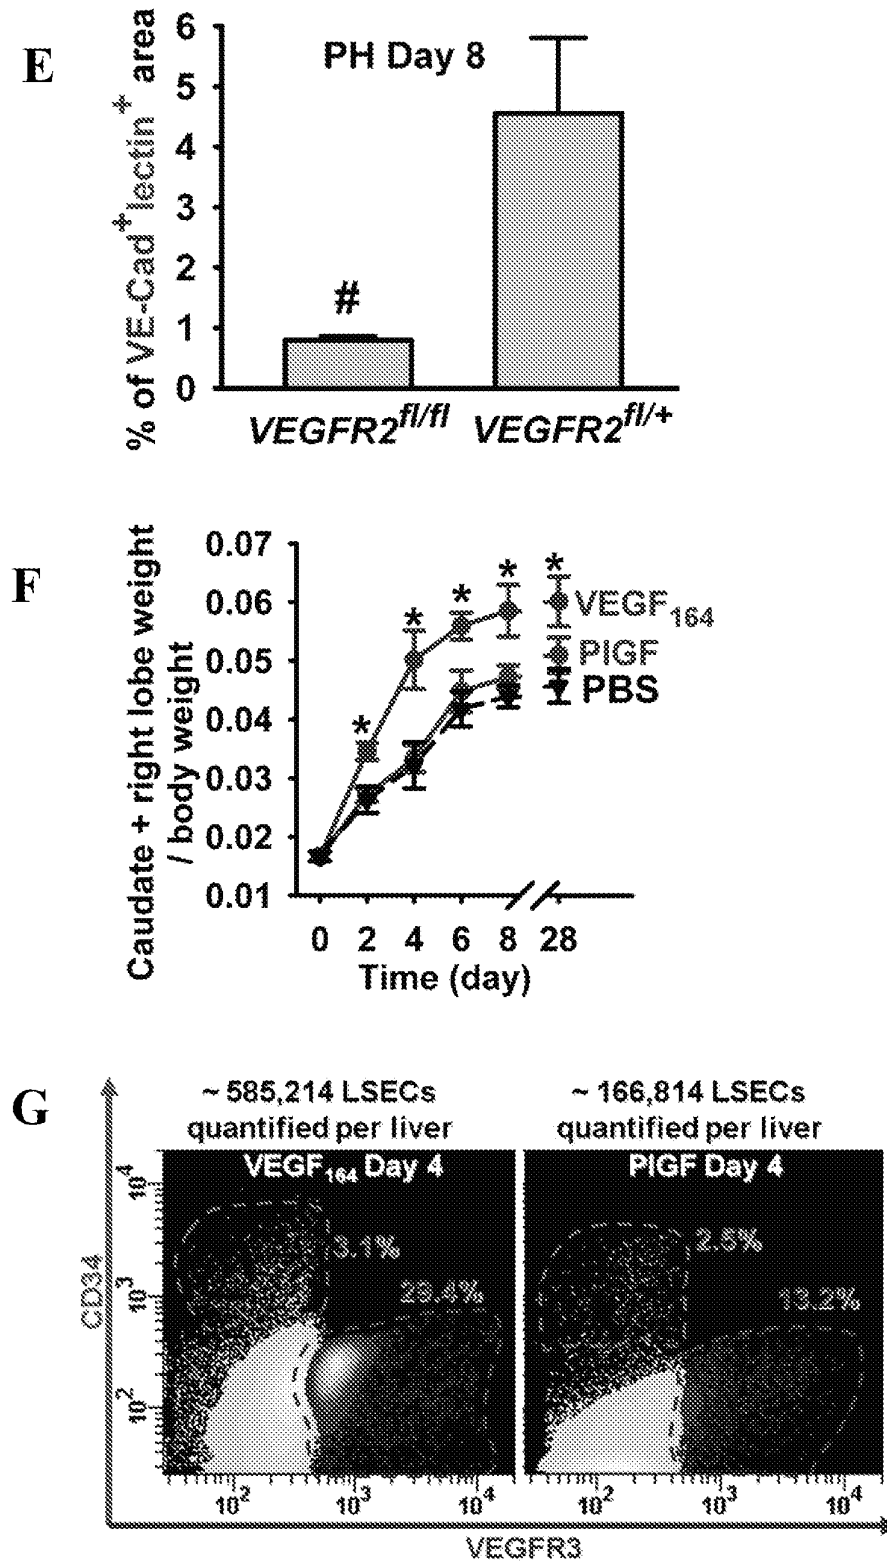 E
% of VE-Cad⁺lectin⁺ area
PH Day 8
6
5
4
3
2
1
0
#
VEGFR2^fl/fl
VEGFR2^fl/+
F
Caudate + right lobe weight
/ body weight
0.07
0.06
0.05
0.04
0.03
0.02
0.01
* * * * *
VEGF₁₆₄
PIGF
PBS
0 2 4 6 8 28
Time (day)
G
~ 585,214 LSECs
quantified per liver
VEGF₁₆₄ Day 4
3.1%
29.4%
~ 166,814 LSECs
quantified per liver
PIGF Day 4
2.5%
13.2%
CD34
10⁴
10³
10²
10² 10³ 10⁴
10² 10³ 10⁴
VEGFR3